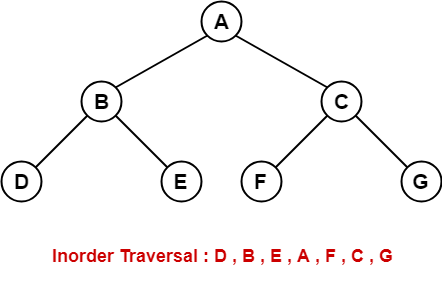 A
B
C
D
E
F
G
Inorder Traversal : D , B , E , A , F , C , G